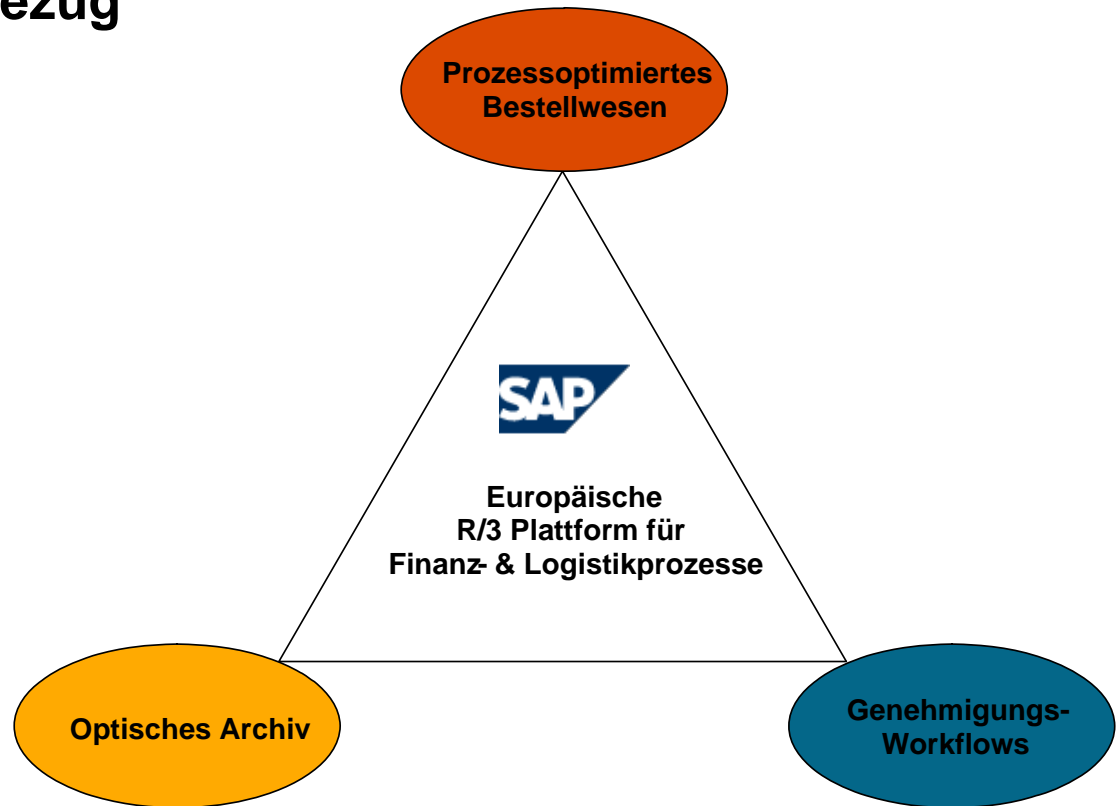 ezug
Prozessoptimiertes
Bestellwesen
SAP
Europäische
R/3 Plattform für
Finanz- & Logistikprozesse
Optisches Archiv
Genehmigungs-
Workflows